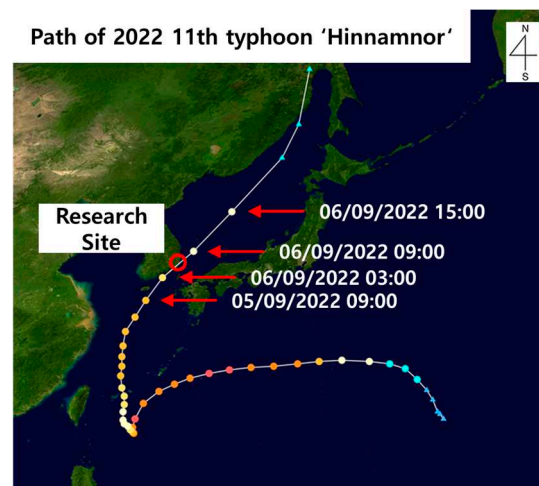 Path of 2022 11th typhoon ‘Hinnamnor‘
N
S
Research
Site
06/09/2022 15:00
06/09/2022 09:00
06/09/2022 03:00
05/09/2022 09:00